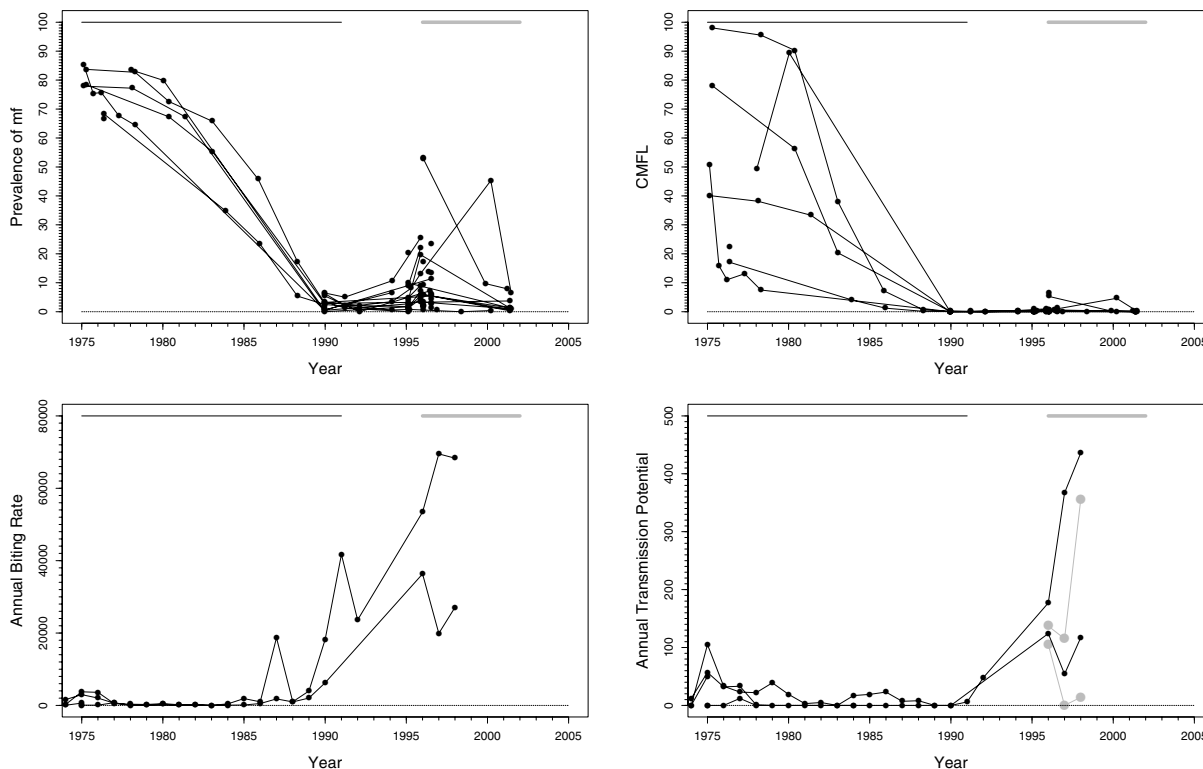 Prevalence of mf
0 10 20 30 40 50 60 70 80 90 100
1975 1980 1985 1990 1995 2000 2005
Year
CMFL
0 10 20 30 40 50 60 70 80 90 100
1975 1980 1985 1990 1995 2000 2005
Year
Annual Biting Rate
0 20000 40000 60000 80000
1975 1980 1985 1990 1995 2000 2005
Year
Annual Transmission Potential
0 100 200 300 400 500
1975 1980 1985 1990 1995 2000 2005
Year